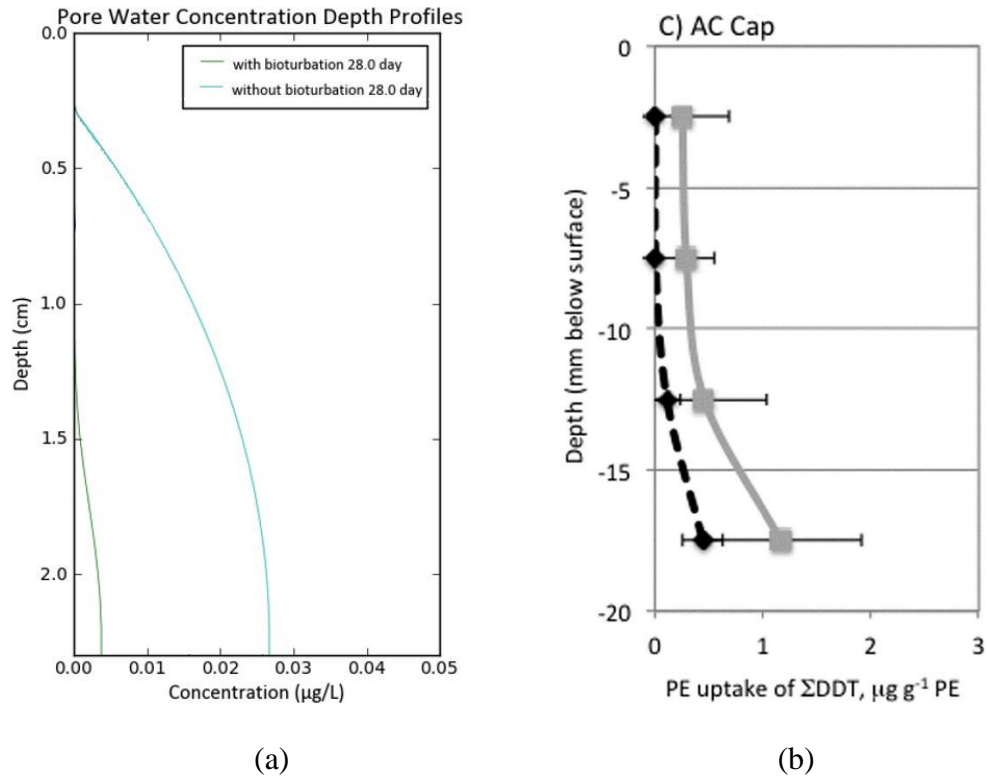 Pore Water Concentration Depth Profiles
0.0
with bioturbation 28.0 day
without bioturbation 28.0 day
0.5
1.0
1.5
2.0
Depth (cm)
0.00 0.01 0.02 0.03 0.04 0.05
Concentration (µg/L)
(a)
C) AC Cap
0
-5
-10
-15
-20
Depth (mm below surface)
0 1 2 3
PE uptake of ΣDDT, µg g⁻¹ PE
(b)